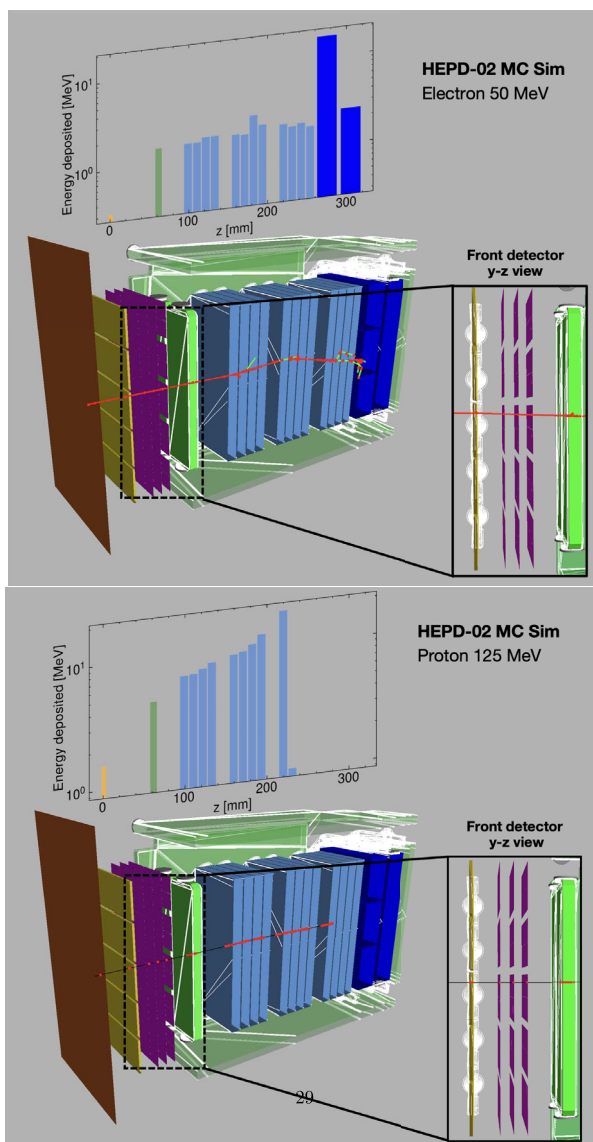 HEPD-02 MC Sim
Electron 50 MeV
Energy deposited [MeV]
10¹
10⁰
0
100
200
300
z [mm]
Front detector
y-z view
HEPD-02 MC Sim
Proton 125 MeV
Energy deposited [MeV]
10¹
10⁰
0
100
200
300
z [mm]
Front detector
y-z view
29